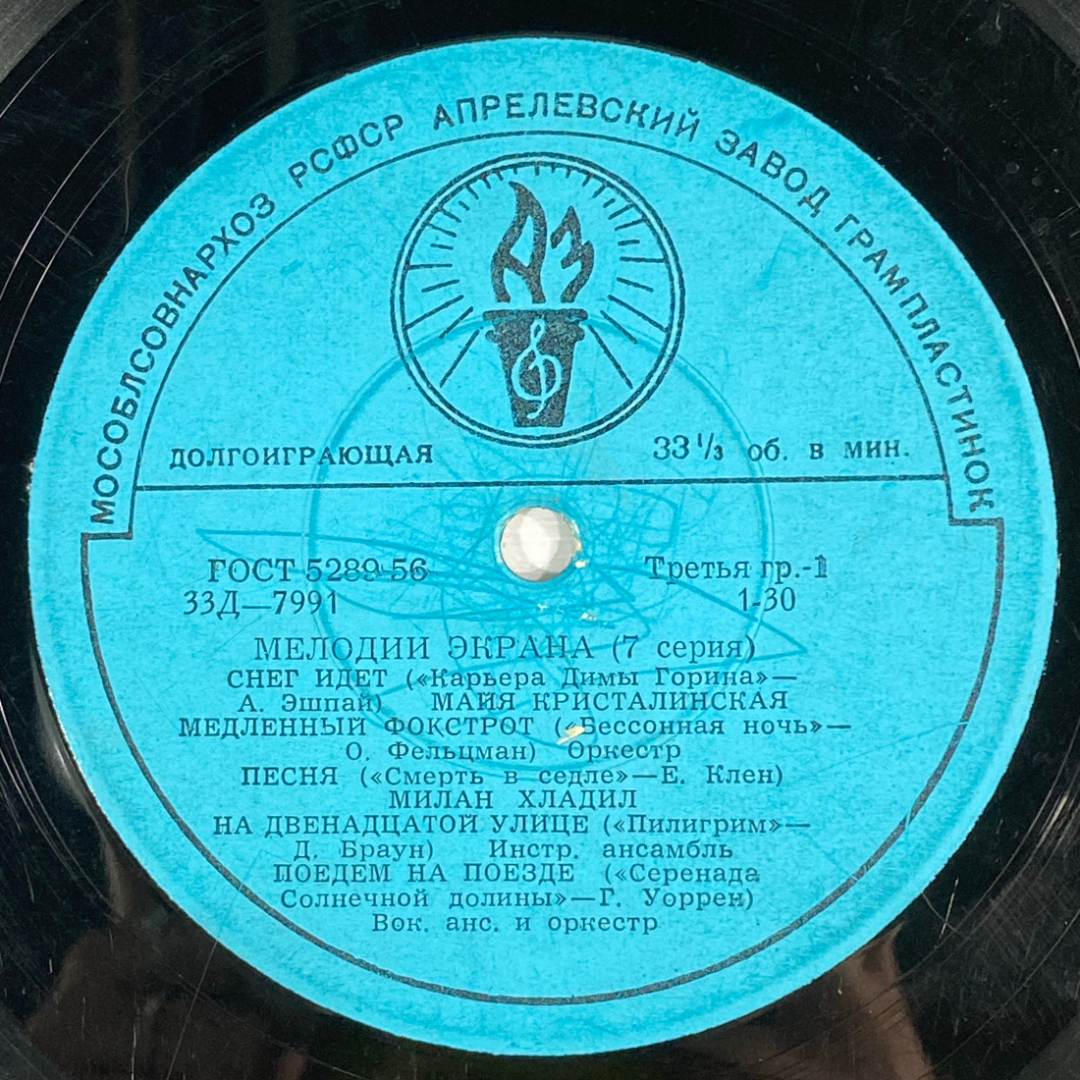 МОСОБЛСОВНАРХОЗ РСФСР АПРЕЛЕВСКИЙ ЗАВОД ГРАМПЛАСТИНОК
АЗ
ДОЛГОИГРАЮЩАЯ 33 1/3 об. в мин.
ГОСТ 5289-56 Третья гр.-1
33Д—7991 1-30
МЕЛОДИИ ЭКРАНА (7 серия)
СНЕГ ИДЕТ («Карьера Димы Горина»—
А. Эшпай) МАЙЯ КРИСТАЛИНСКАЯ
МЕДЛЕННЫЙ ФОКСТРОТ («Бессонная ночь»—
О. Фельцман) Оркестр
ПЕСНЯ («Смерть в седле»—Е. Клен)
МИЛАН ХЛАДИЛ
НА ДВЕНАДЦАТОЙ УЛИЦЕ («Пилигрим»—
Д. Браун) Инстр. ансамбль
ПОЕДЕМ НА ПОЕЗДЕ («Серенада
Солнечной долины»—Г. Уоррен)
Вок. анс. и оркестр